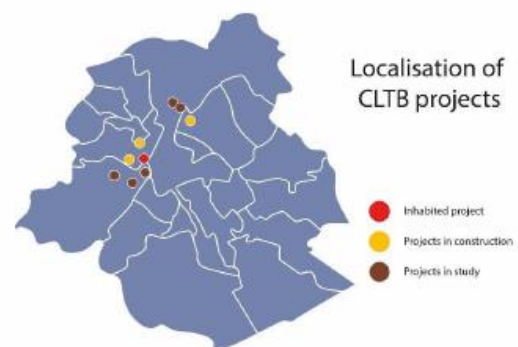 Localisation of
CLTB projects
Inhabited project
Projects in construction
Projects in study